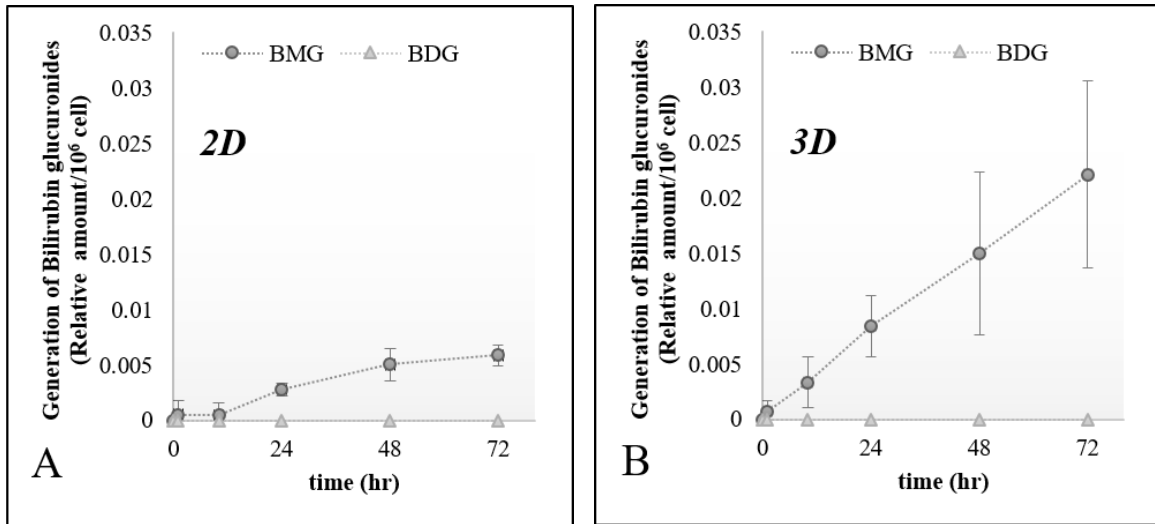 Generation of Bilirubin glucuronides
(Relative amount/10⁶ cell)
0.035
0.03
0.025
0.02
0.015
0.01
0.005
0
BMG BDG
2D
0 24 48 72
time (hr)
A
Generation of Bilirubin glucuronides
(Relative amount/10⁶ cell)
0.035
0.03
0.025
0.02
0.015
0.01
0.005
0
BMG BDG
3D
0 24 48 72
time (hr)
B